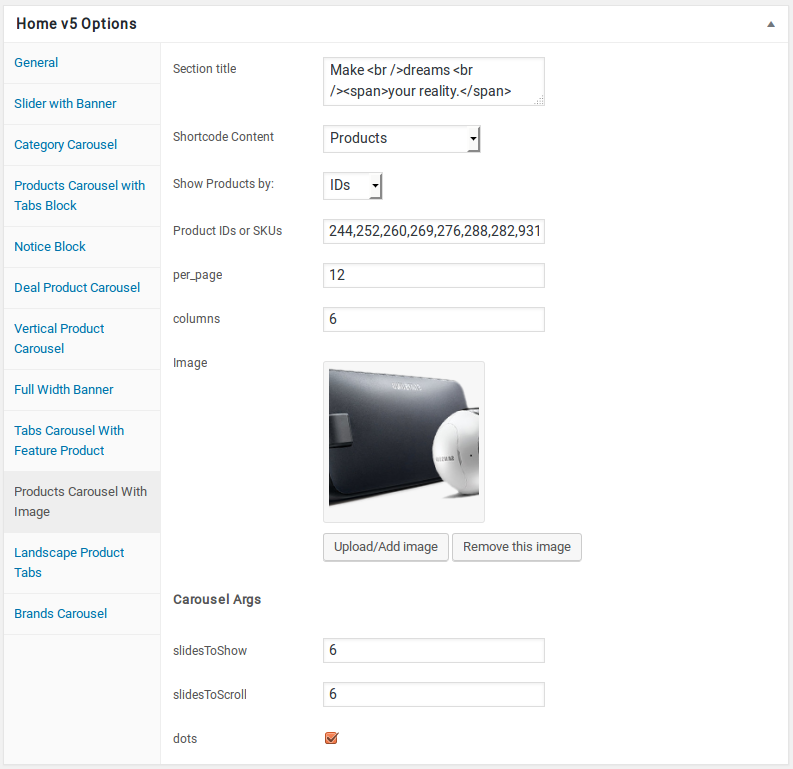 Home v5 Options
General
Slider with Banner
Category Carousel
Products Carousel with
Tabs Block
Notice Block
Deal Product Carousel
Vertical Product
Carousel
Full Width Banner
Tabs Carousel With
Feature Product
Products Carousel With
Image
Landscape Product
Tabs
Brands Carousel
Section title
Make <br />dreams <br
/><span>your reality.</span>
Shortcode Content
Products
Show Products by:
IDs
Product IDs or SKUs
244,252,260,269,276,288,282,931
per_page
12
columns
6
Image
Upload/Add image
Remove this image
Carousel Args
slidesToShow
6
slidesToScroll
6
dots